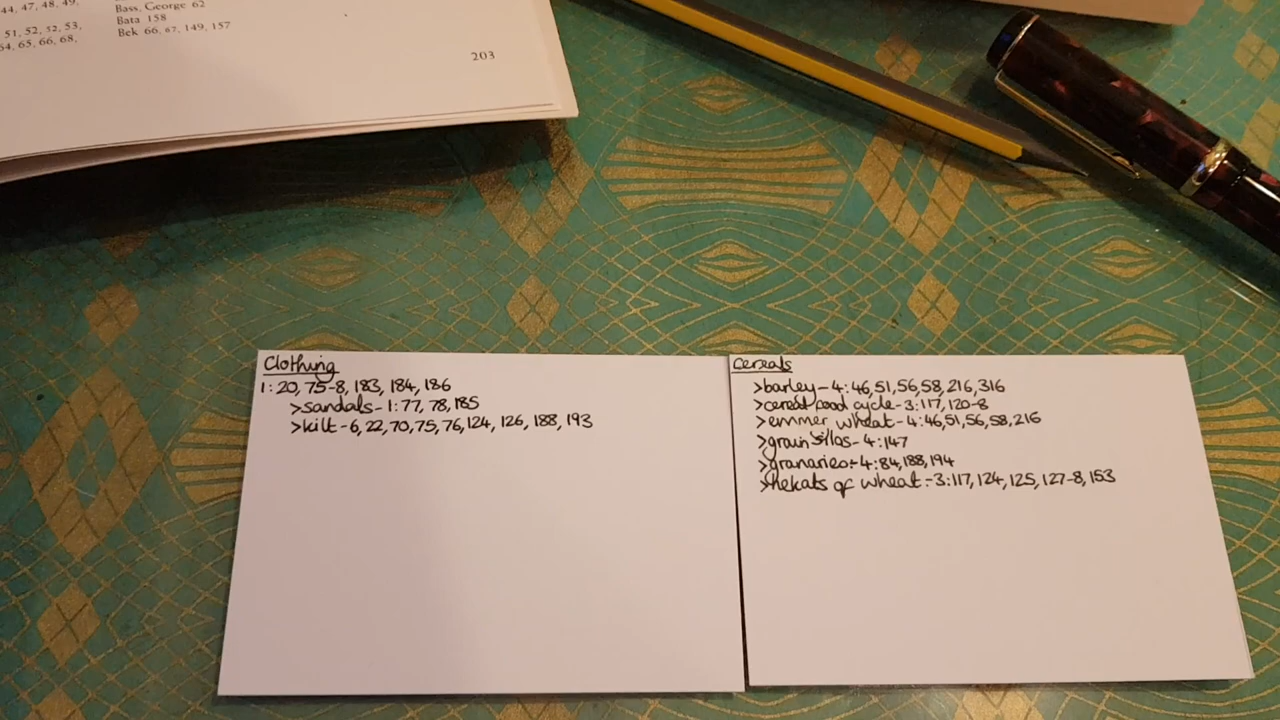 44, 47, 48, 49,
51, 52, 52, 53,
64, 65, 66, 68,
Bass, George 62
Bata 158
Bek 66, 67, 149, 157
203
Clothing
1: 20, 75-8, 183, 184, 186
>sandals- 1: 77, 78, 185
>kilt - 6, 22, 70, 75, 76, 124, 126, 188, 193
Cereals
>barley - 4: 46, 51, 56, 58, 216, 316
>cereal food cycle - 3: 117, 120-8
>emmer wheat - 4: 46, 51, 56, 58, 216
>grain silos - 4: 147
>granaries - 4: 84, 188, 194
>hekats of wheat - 3: 117, 124, 125, 127-8, 153